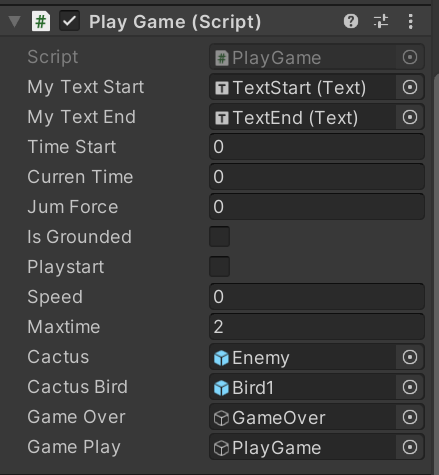 Play Game (Script)
Script PlayGame
My Text Start TextStart (Text)
My Text End TextEnd (Text)
Time Start 0
Curren Time 0
Jum Force 0
Is Grounded
Playstart
Speed 0
Maxtime 2
Cactus Enemy
Cactus Bird Bird1
Game Over GameOver
Game Play PlayGame